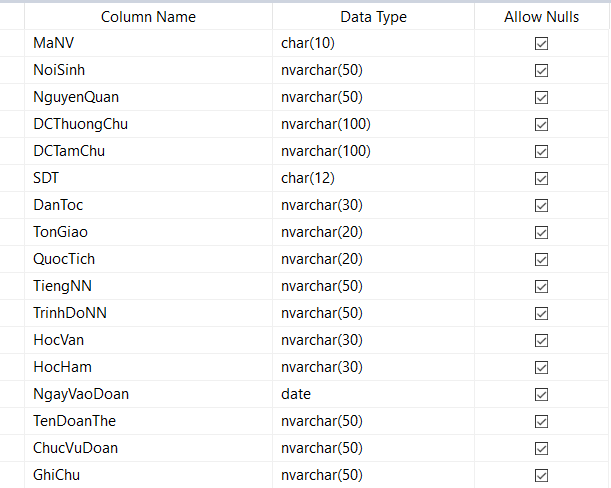 Column Name Data Type Allow Nulls
MaNV char(10)
NoiSinh nvarchar(50)
NguyenQuan nvarchar(50)
DCThuongChu nvarchar(100)
DCTamChu nvarchar(100)
SDT char(12)
DanToc nvarchar(30)
TonGiao nvarchar(20)
QuocTich nvarchar(20)
TiengNN nvarchar(50)
TrinhDoNN nvarchar(50)
HocVan nvarchar(30)
HocHam nvarchar(30)
NgayVaoDoan date
TenDoanThe nvarchar(50)
ChucVuDoan nvarchar(50)
GhiChu nvarchar(50)